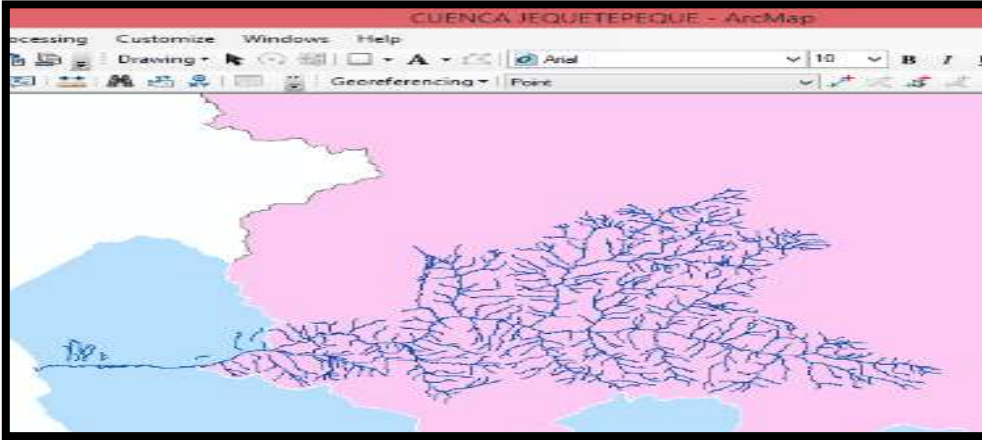 CUENCA JEQUETEPEQUE - ArcMap
ocessing Customize Windows Help
Drawing A Arial 10 B I
Georeferencing Point